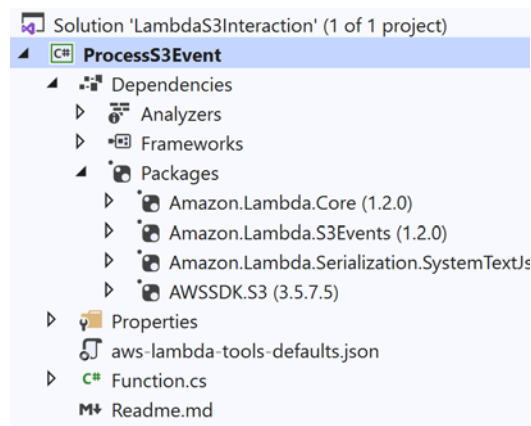 Solution 'LambdaS3Interaction' (1 of 1 project)
C# ProcessS3Event
Dependencies
Analyzers
Frameworks
Packages
Amazon.Lambda.Core (1.2.0)
Amazon.Lambda.S3Events (1.2.0)
Amazon.Lambda.Serialization.SystemTextJs
AWSSDK.S3 (3.5.7.5)
Properties
aws-lambda-tools-defaults.json
C# Function.cs
M+ Readme.md